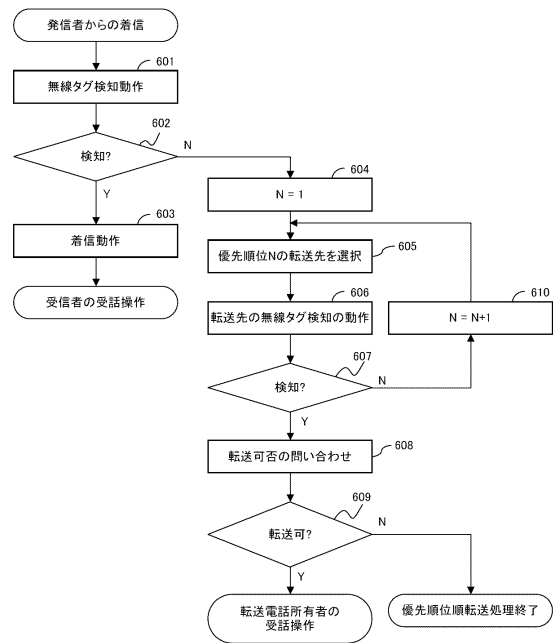 発信者からの着信
601
無線タグ検知動作
602
検知?
N
Y
603
着信動作
受信者の受話操作
604
N = 1
605
優先順位Nの転送先を選択
606
転送先の無線タグ検知の動作
610
N = N+1
607
検知?
N
Y
608
転送可否の問い合わせ
609
転送可?
N
Y
転送電話所有者の
受話操作
優先順位順転送処理終了